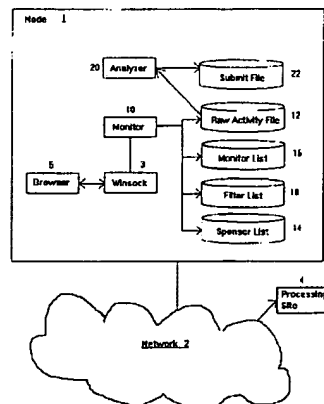 Node 1
20 Analyzer
Submit File 22
10
Monitor
Raw Activity File 12
Monitor List 16
5
Browser
3
Winsock
Filter List 18
Sponsor List 14
4
Processing Site
Network 2